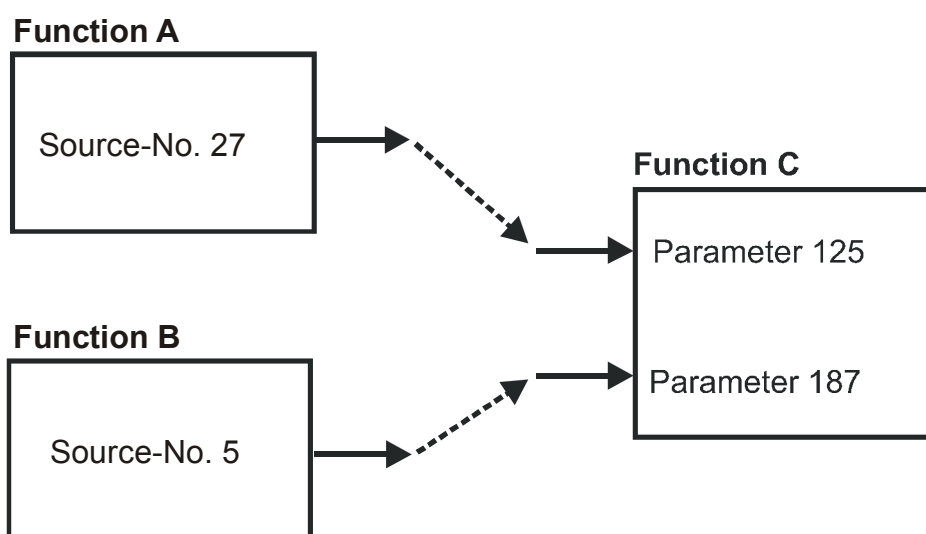 Function A
Source-No. 27
Function C
Parameter 125
Function B
Parameter 187
Source-No. 5